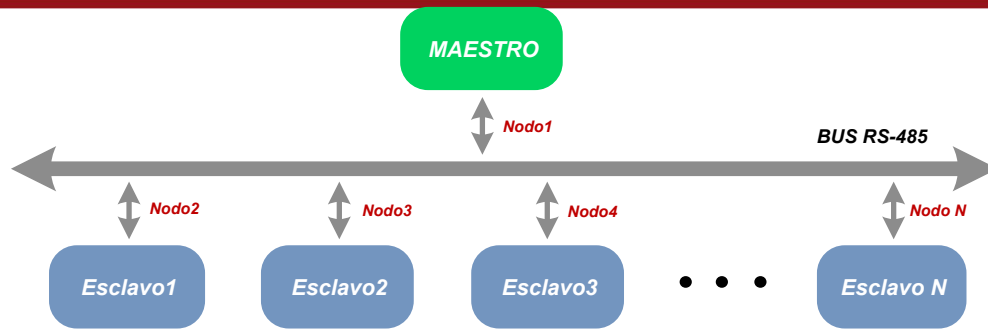 MAESTRO
Nodo1
BUS RS-485
Nodo2
Nodo3
Nodo4
Nodo N
Esclavo1
Esclavo2
Esclavo3
Esclavo N